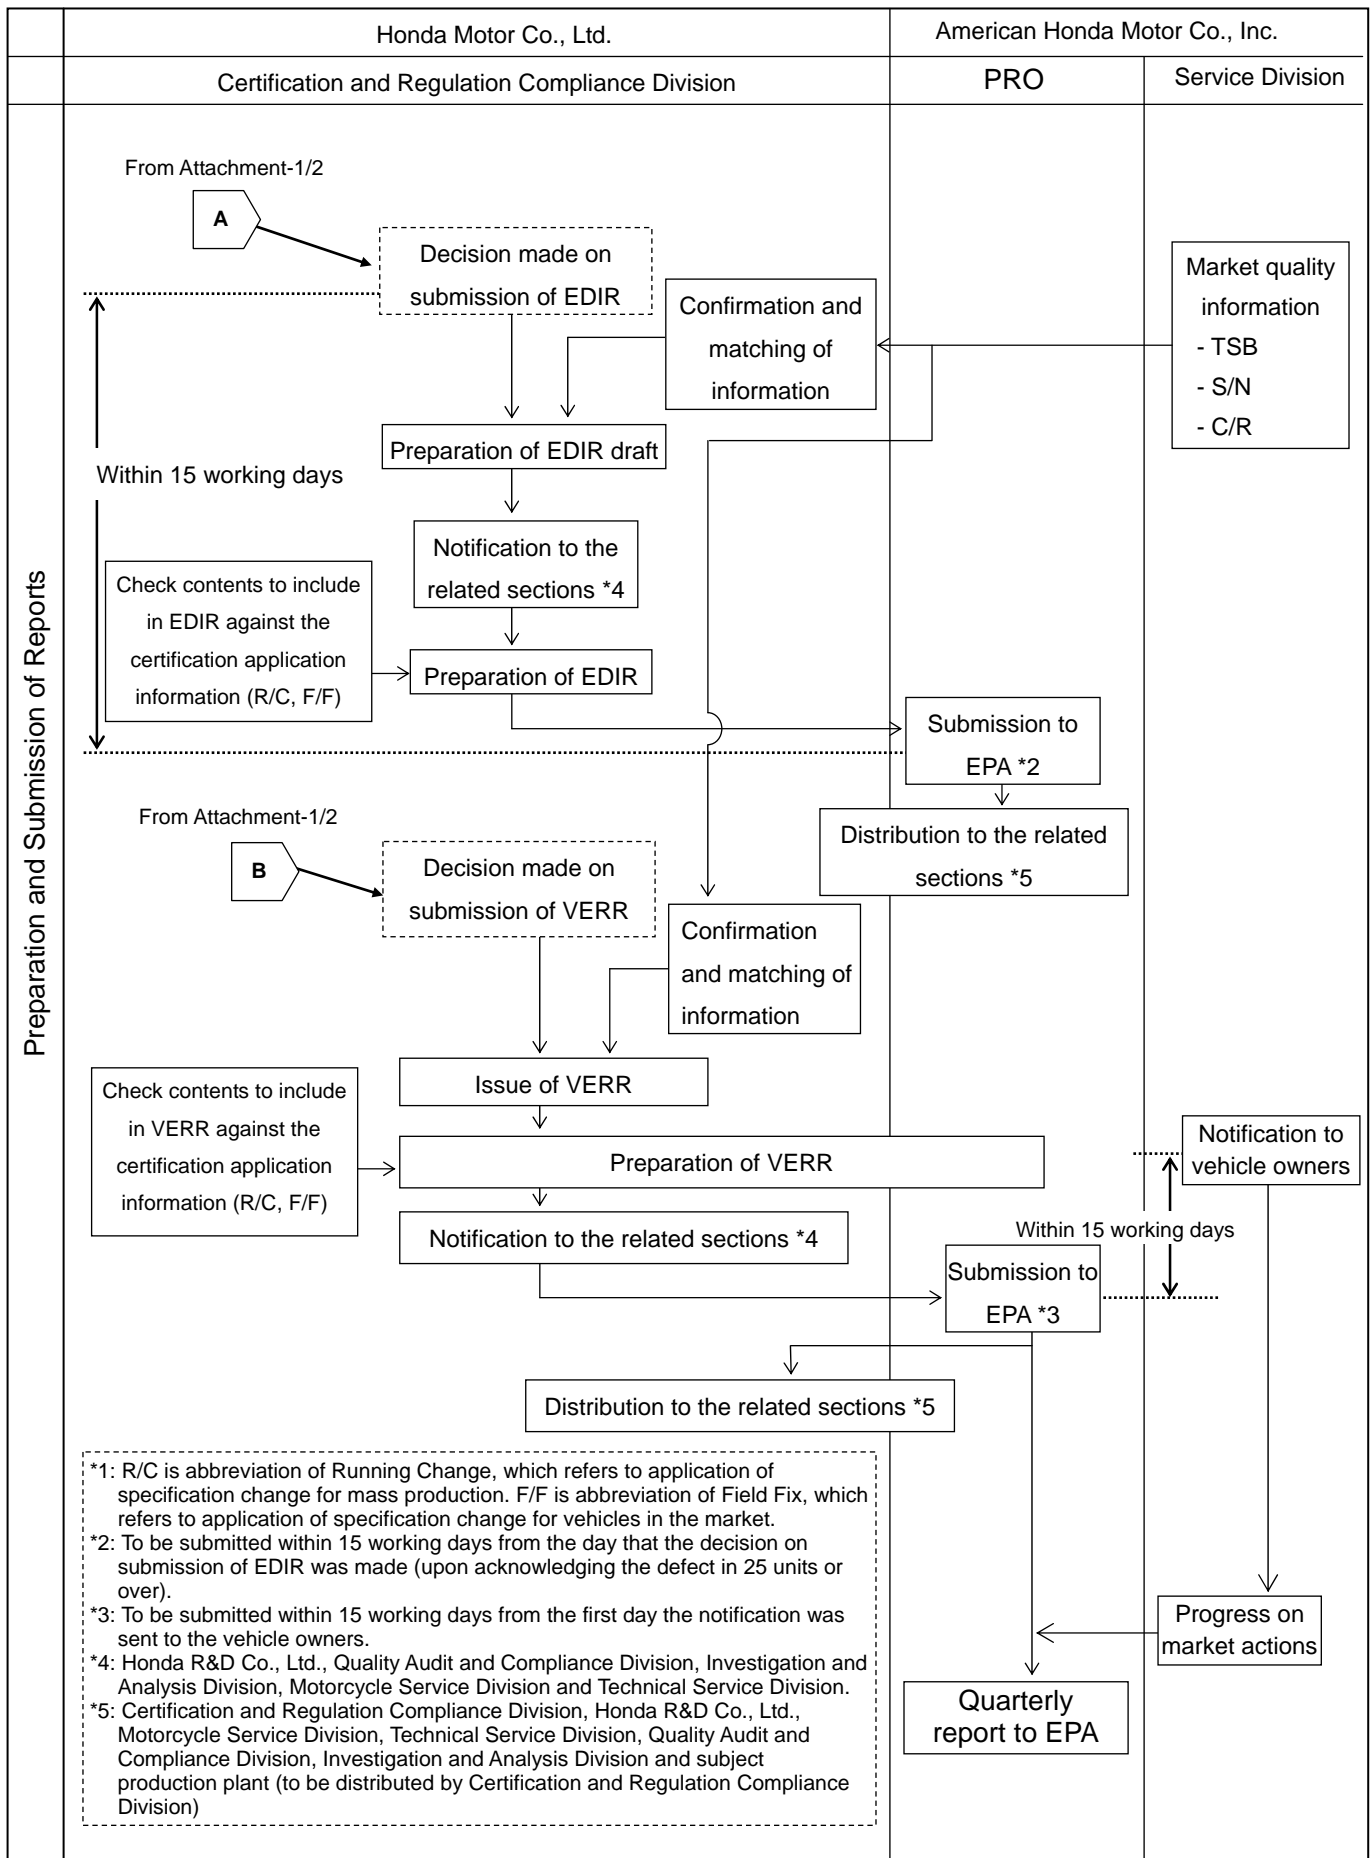 Honda Motor Co., Ltd.
American Honda Motor Co., Inc.
Certification and Regulation Compliance Division
PRO
Service Division
Preparation and Submission of Reports
From Attachment-1/2
A
Decision made on
submission of EDIR
Confirmation and
matching of
information
Market quality
information
- TSB
- S/N
- C/R
Preparation of EDIR draft
Within 15 working days
Notification to the
related sections *4
Check contents to include
in EDIR against the
certification application
information (R/C, F/F)
Preparation of EDIR
Submission to
EPA *2
Distribution to the related
sections *5
From Attachment-1/2
B
Decision made on
submission of VERR
Confirmation
and matching of
information
Issue of VERR
Check contents to include
in VERR against the
certification application
information (R/C, F/F)
Preparation of VERR
Notification to
vehicle owners
Within 15 working days
Notification to the related sections *4
Submission to
EPA *3
Distribution to the related sections *5
*1: R/C is abbreviation of Running Change, which refers to application of
specification change for mass production. F/F is abbreviation of Field Fix, which
refers to application of specification change for vehicles in the market.
*2: To be submitted within 15 working days from the day that the decision on
submission of EDIR was made (upon acknowledging the defect in 25 units or
over).
*3: To be submitted within 15 working days from the first day the notification was
sent to the vehicle owners.
*4: Honda R&D Co., Ltd., Quality Audit and Compliance Division, Investigation and
Analysis Division, Motorcycle Service Division and Technical Service Division.
*5: Certification and Regulation Compliance Division, Honda R&D Co., Ltd.,
Motorcycle Service Division, Technical Service Division, Quality Audit and
Compliance Division, Investigation and Analysis Division and subject
production plant (to be distributed by Certification and Regulation Compliance
Division)
Progress on
market actions
Quarterly
report to EPA